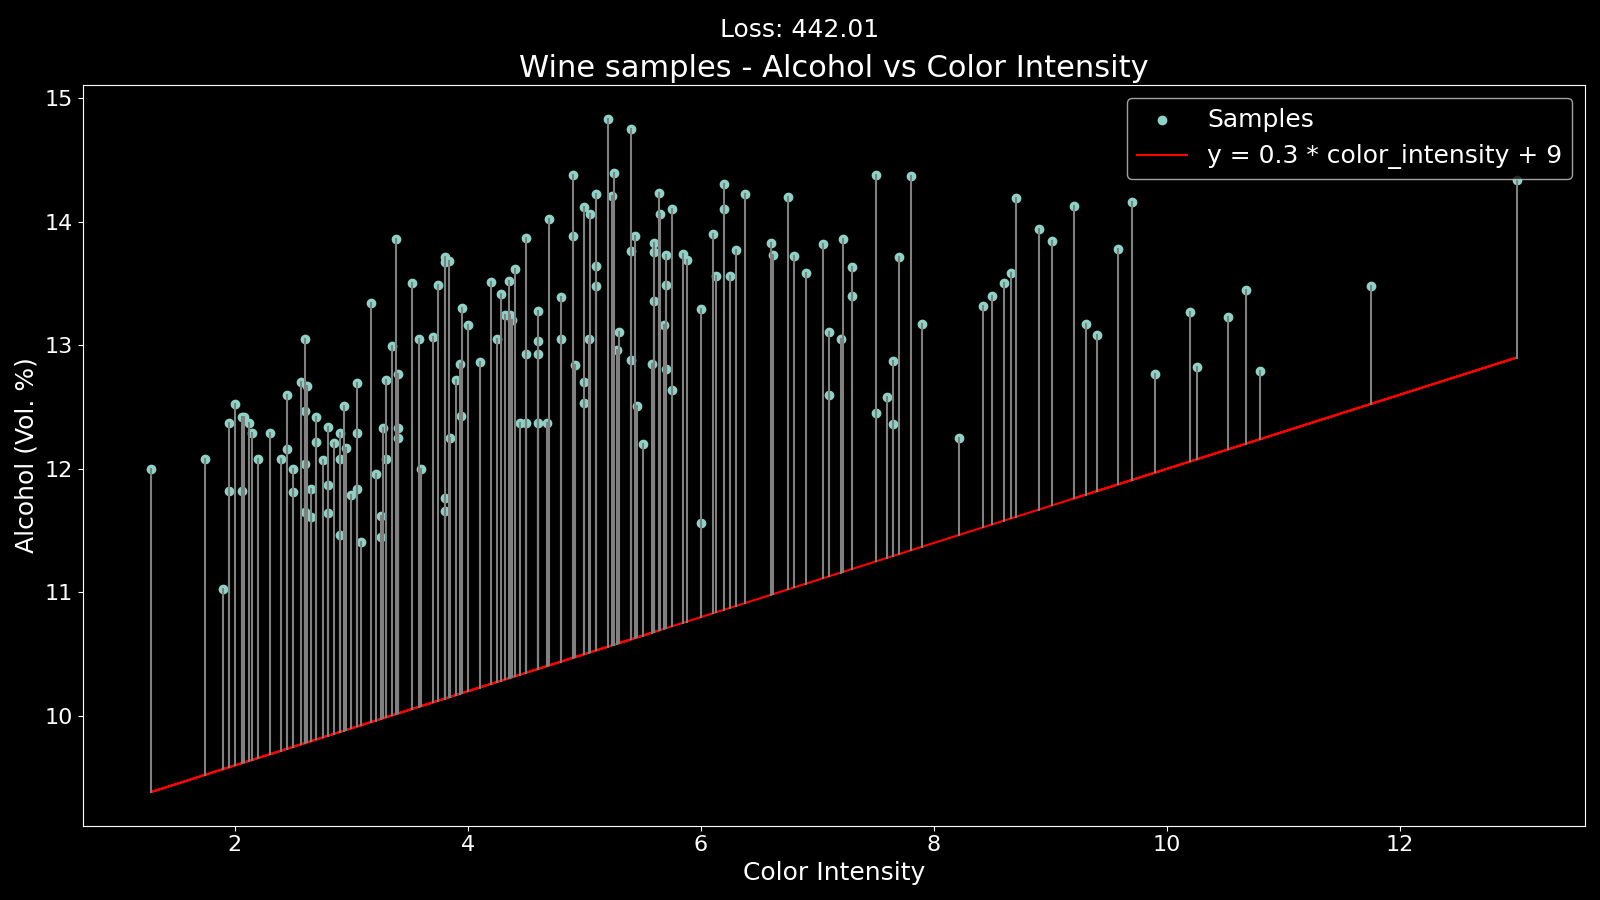 Loss: 442.01
Wine samples - Alcohol vs Color Intensity
Samples
y = 0.3 * color_intensity + 9
15
14
13
12
11
10
Alcohol (Vol. %)
2 4 6 8 10 12
Color Intensity